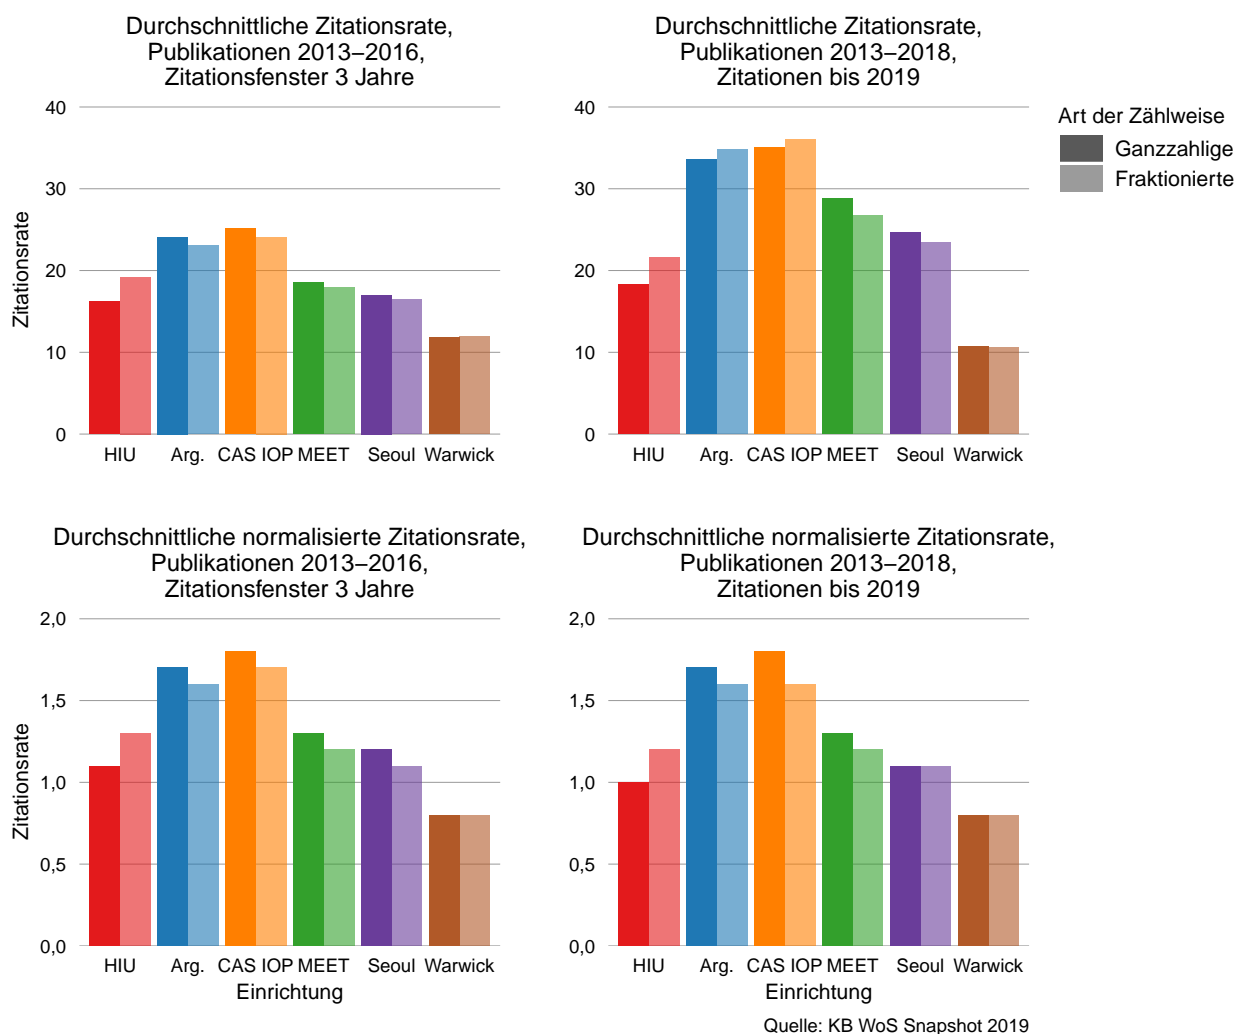 Durchschnittliche Zitationsrate,
Publikationen 2013–2016,
Zitationsfenster 3 Jahre
Zitationsrate
40
30
20
10
0
HIU Arg. CAS IOP MEET Seoul Warwick
Durchschnittliche Zitationsrate,
Publikationen 2013–2018,
Zitationen bis 2019
40
30
20
10
0
HIU Arg. CAS IOP MEET Seoul Warwick
Art der Zählweise
Ganzzahlige
Fraktionierte
Durchschnittliche normalisierte Zitationsrate,
Publikationen 2013–2016,
Zitationsfenster 3 Jahre
Zitationsrate
2,0
1,5
1,0
0,5
0,0
HIU Arg. CAS IOP MEET Seoul Warwick
Einrichtung
Durchschnittliche normalisierte Zitationsrate,
Publikationen 2013–2018,
Zitationen bis 2019
2,0
1,5
1,0
0,5
0,0
HIU Arg. CAS IOP MEET Seoul Warwick
Einrichtung
Quelle: KB WoS Snapshot 2019